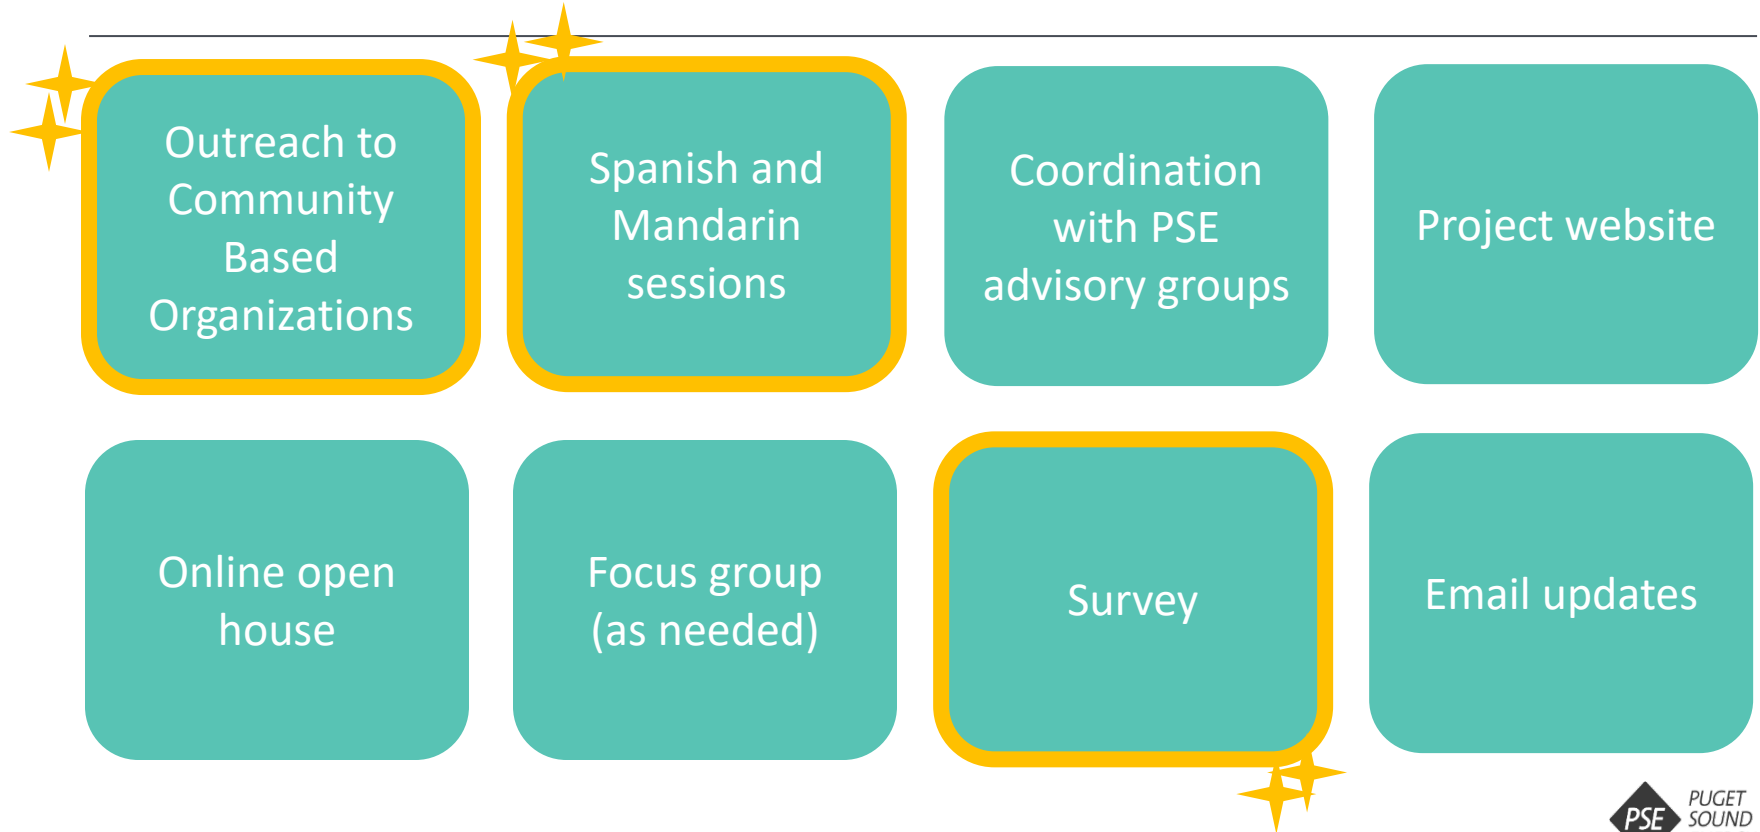 Outreach to
Community
Based
Organizations
Spanish and
Mandarin
sessions
Coordination
with PSE
advisory groups
Project website
Online open
house
Focus group
(as needed)
Survey
Email updates
PSE
PUGET
SOUND